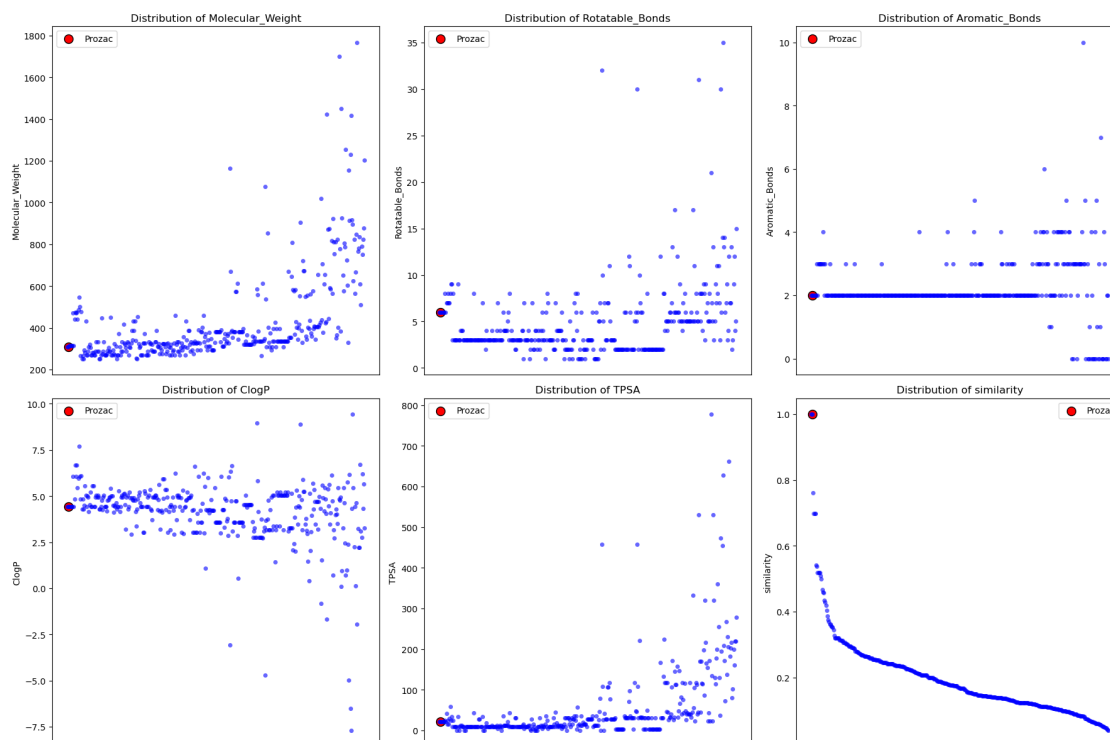 Distribution of Molecular_Weight
Prozac
Molecular_Weight
1800
1600
1400
1200
1000
800
600
400
200
Distribution of Rotatable_Bonds
Prozac
Rotatable_Bonds
35
30
25
20
15
10
5
0
Distribution of Aromatic_Bonds
Prozac
Aromatic_Bonds
10
8
6
4
2
0
Distribution of ClogP
Prozac
ClogP
10.0
7.5
5.0
2.5
0.0
−2.5
−5.0
−7.5
Distribution of TPSA
Prozac
TPSA
800
700
600
500
400
300
200
100
0
Distribution of similarity
Proza
similarity
1.0
0.8
0.6
0.4
0.2